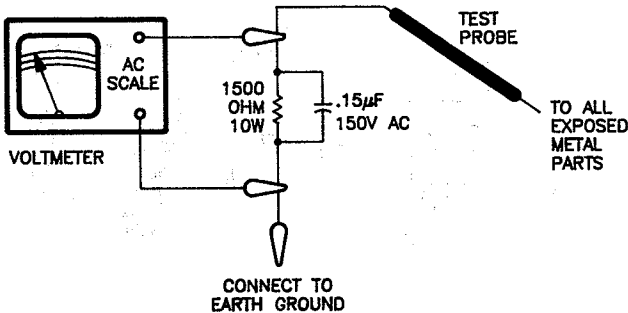 AC
SCALE
VOLTMETER
1500
OHM
10W
.15μF
150V AC
TEST
PROBE
TO ALL
EXPOSED
METAL
PARTS
CONNECT TO
EARTH GROUND